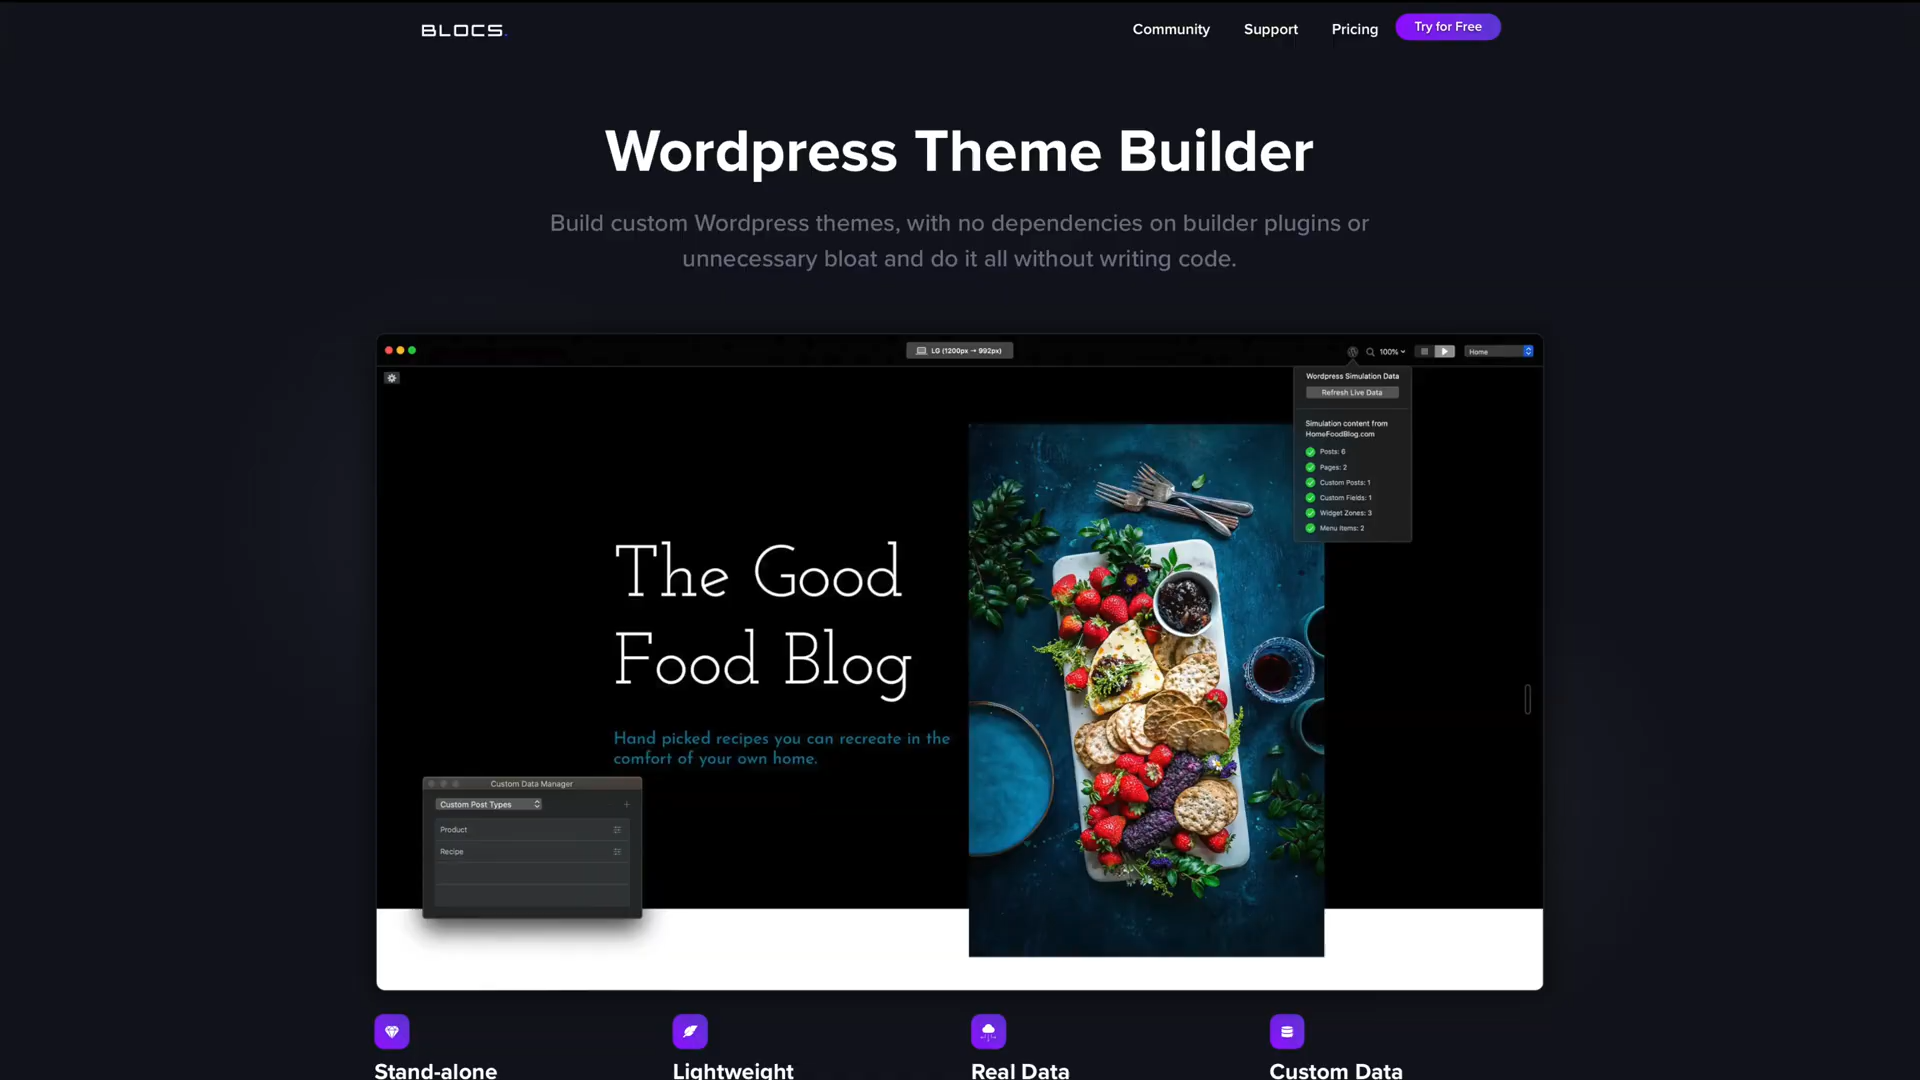 BLOCS.
Community
Support
Pricing
Try for Free
Wordpress Theme Builder
Build custom Wordpress themes, with no dependencies on builder plugins or
unnecessary bloat and do it all without writing code.
LG (1200px → 992px)
100%
Home
Wordpress Simulation Data
Refresh Live Data
Simulation content from
HomeFoodBlog.com
Posts: 6
Pages: 2
Custom Posts: 1
Custom Fields: 1
Widget Zones: 3
Menu Items: 2
The Good
Food Blog
Hand picked recipes you can recreate in the
comfort of your own home.
Custom Data Manager
Custom Post Types
Product
Recipe
Stand-alone
Lightweight
Real Data
Custom Data